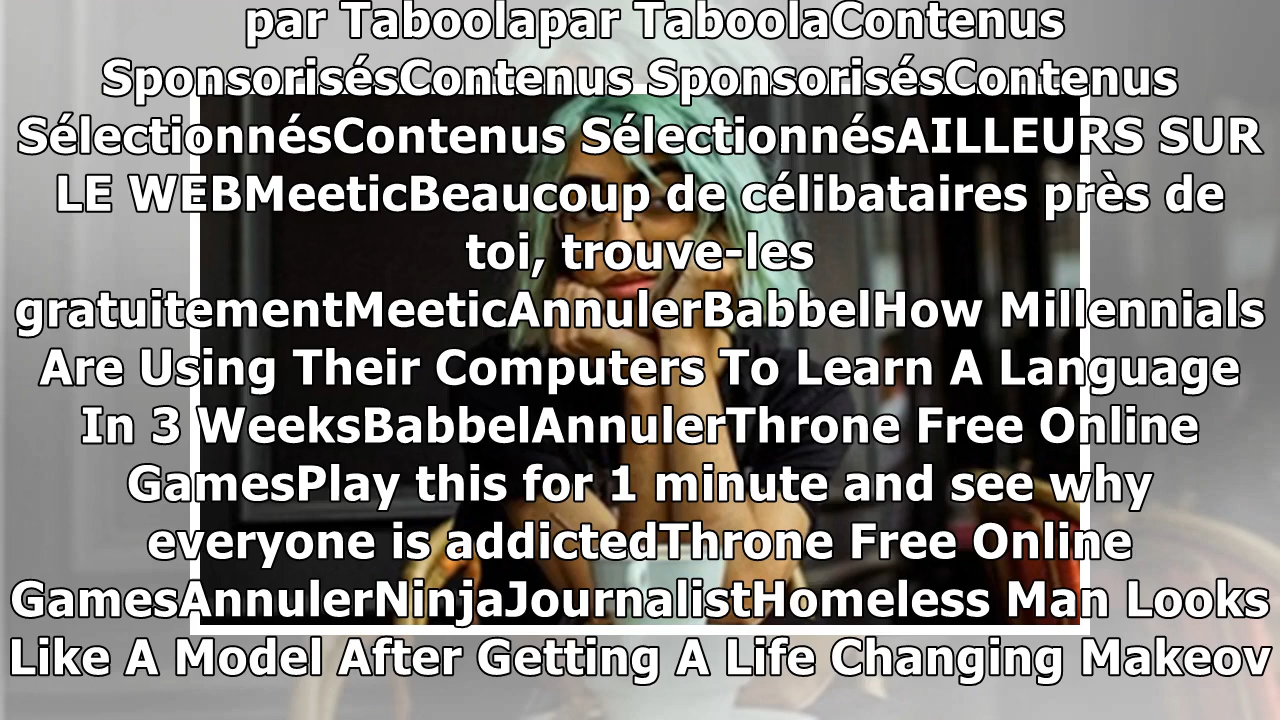 par Taboolapar TaboolaContenus
SponsorisésContenus SponsorisésContenus
SélectionnésContenus SélectionnésAILLEURS SUR
LE WEBMeeticBeaucoup de célibataires près de
toi, trouve-les
gratuitementMeeticAnnulerBabbelHow Millennials
Are Using Their Computers To Learn A Language
In 3 WeeksBabbelAnnulerThrone Free Online
GamesPlay this for 1 minute and see why
everyone is addictedThrone Free Online
GamesAnnulerNinjaJournalistHomeless Man Looks
Like A Model After Getting A Life Changing Makeov